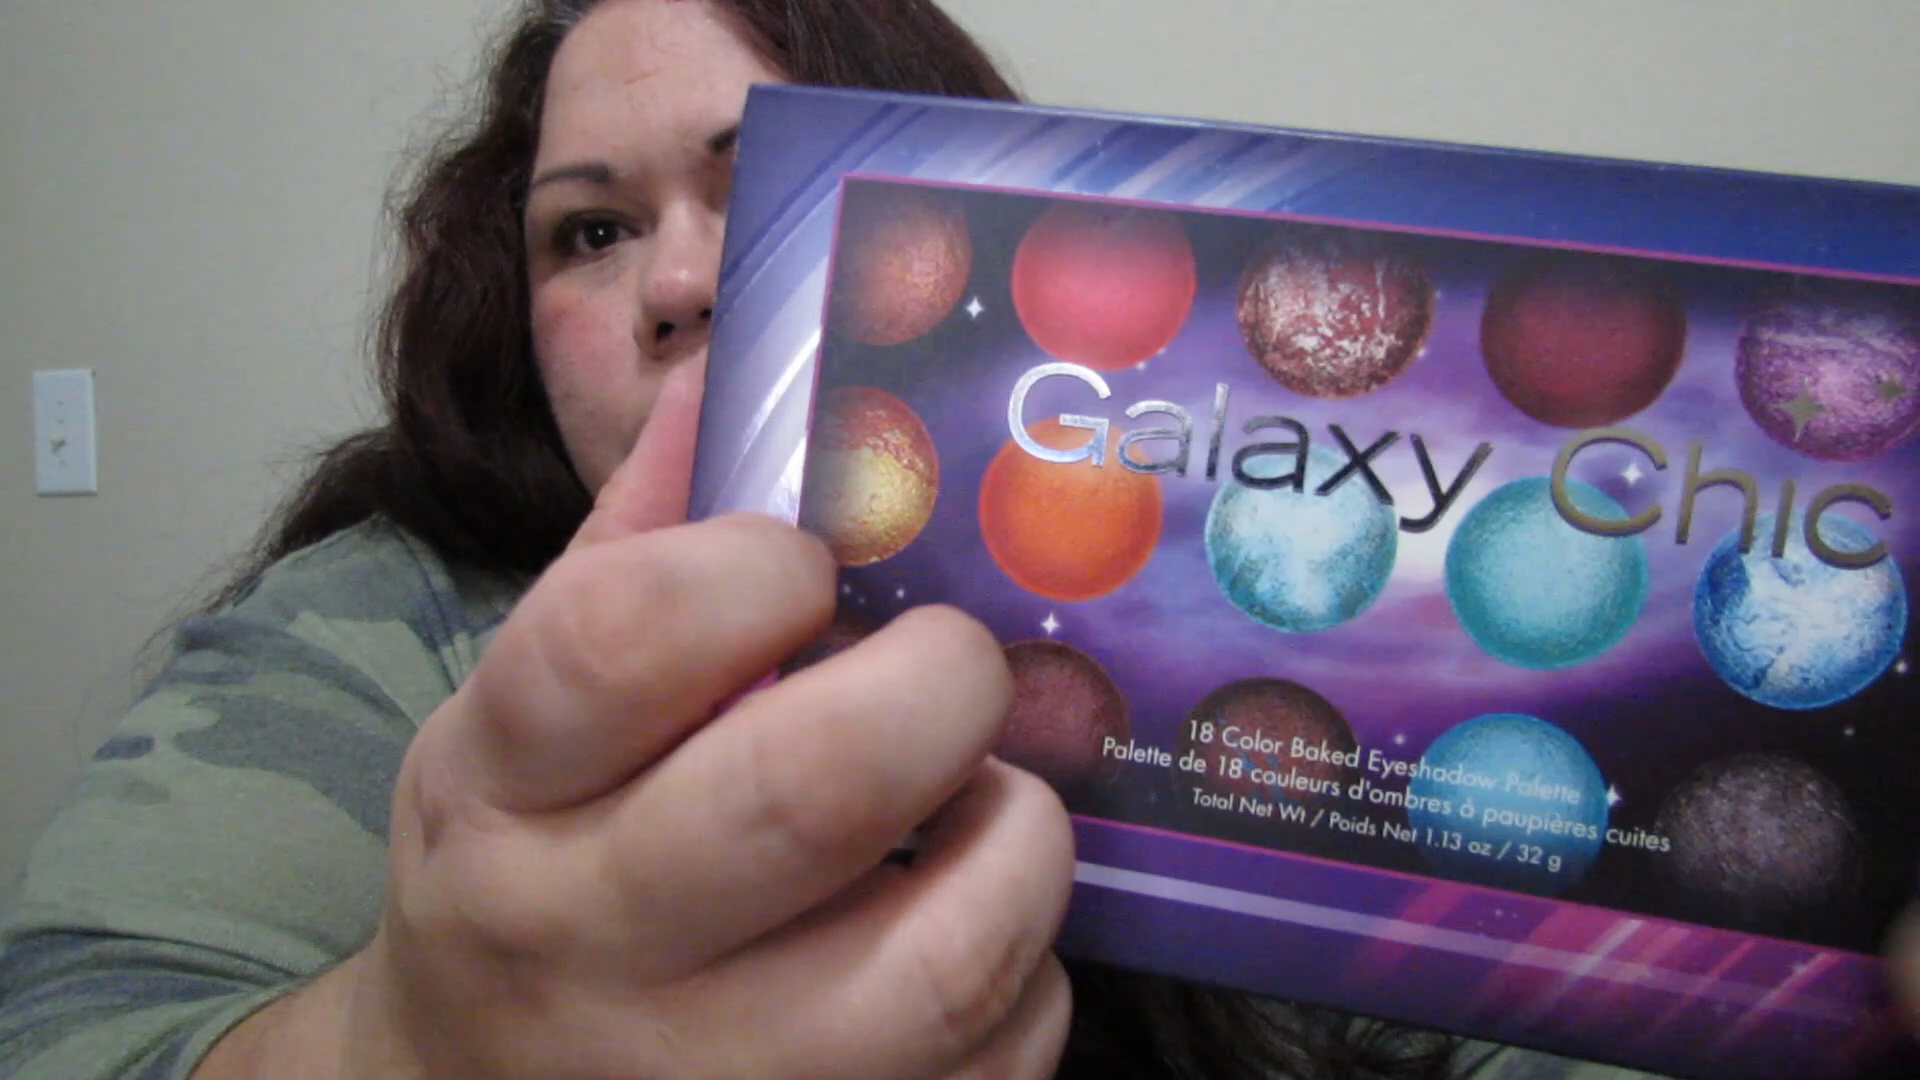 Galaxy Chic
18 Color Baked Eyeshadow Palette
Palette de 18 couleurs d'ombres à paupières cuites
Total Net Wt / Poids Net 1.13 oz / 32 g